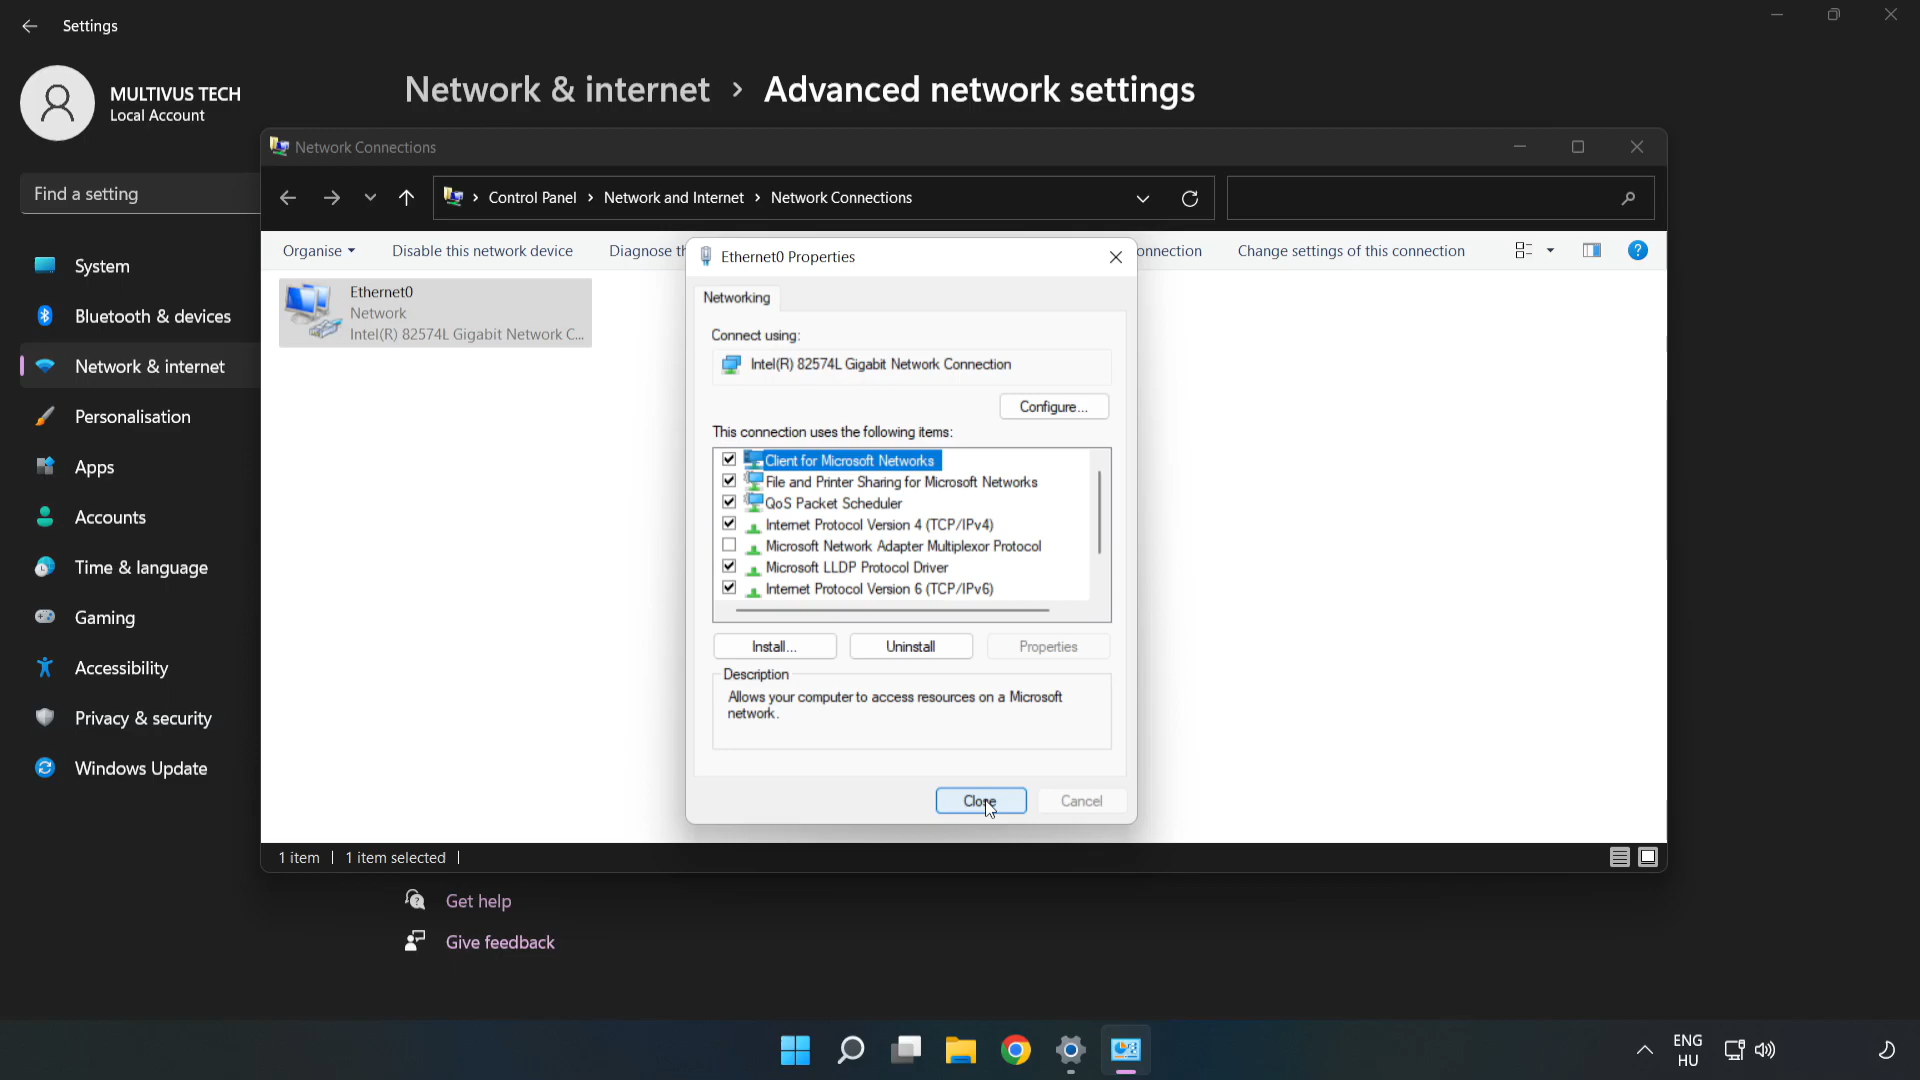 Settings
MULTIVUS TECH
Local Account
Network & internet › Advanced network settings
Find a setting
System
Bluetooth & devices
Network & internet
Personalisation
Apps
Accounts
Time & language
Gaming
Accessibility
Privacy & security
Windows Update
Network Connections
Control Panel › Network and Internet › Network Connections
Organise Disable this network device Diagnose th onnection Change settings of this connection
Ethernet0
Network
Intel(R) 82574L Gigabit Network C...
Ethernet0 Properties
Networking
Connect using:
Intel(R) 82574L Gigabit Network Connection
Configure...
This connection uses the following items:
Client for Microsoft Networks
File and Printer Sharing for Microsoft Networks
QoS Packet Scheduler
Internet Protocol Version 4 (TCP/IPv4)
Microsoft Network Adapter Multiplexor Protocol
Microsoft LLDP Protocol Driver
Internet Protocol Version 6 (TCP/IPv6)
Install... Uninstall Properties
Description
Allows your computer to access resources on a Microsoft
network.
Close Cancel
1 item 1 item selected
Get help
Give feedback
ENG
HU